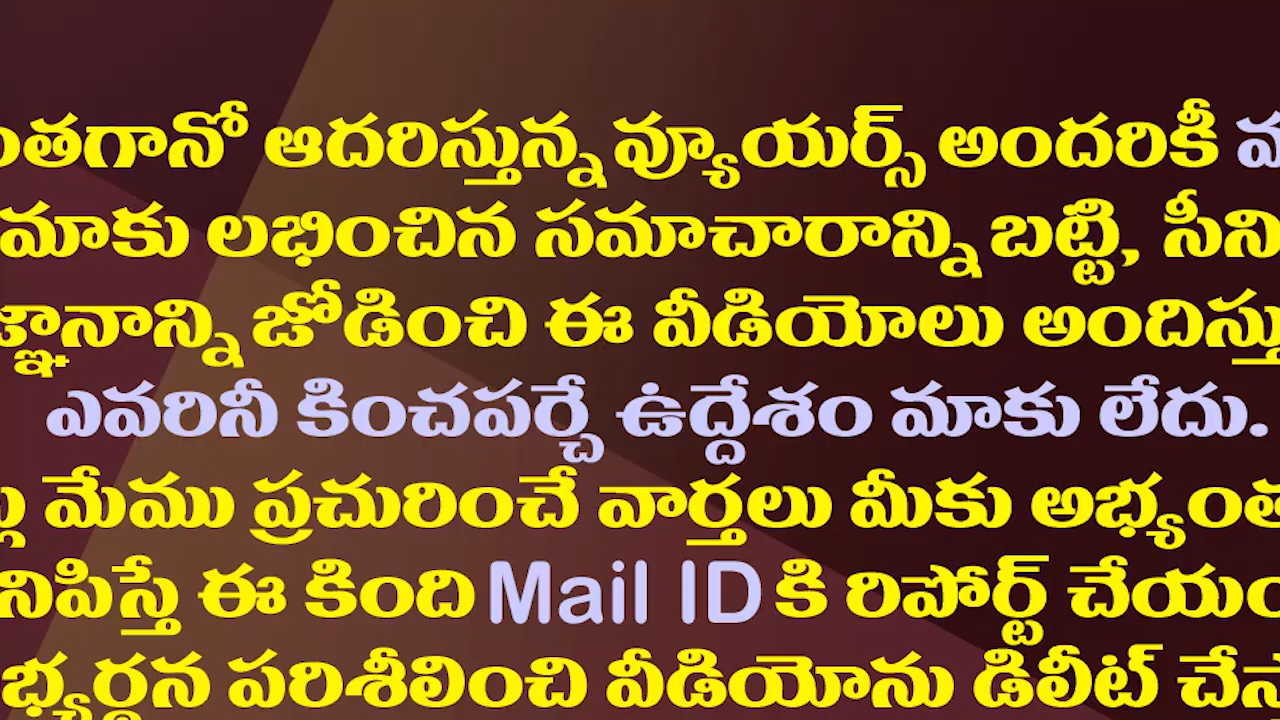 ంతగానో ఆదరిస్తున్న వ్యూయర్స్ అందరికీ
మాకు లభించిన సమాచారాన్ని బట్టి, సీని
జ్ఞానాన్ని జోడించి ఈ వీడియోలు అందిస్తు
ఎవరినీ కించపర్చే ఉద్దేశం మాకు లేదు.
మేము ప్రచురించే వార్తలు మీకు అభ్యంత
నిపిస్తే ఈ కింది Mail ID కి రిపోర్ట్ చేయం
భ్యర్థన పరిశీలించి వీడియోను డిలీట్ చేస